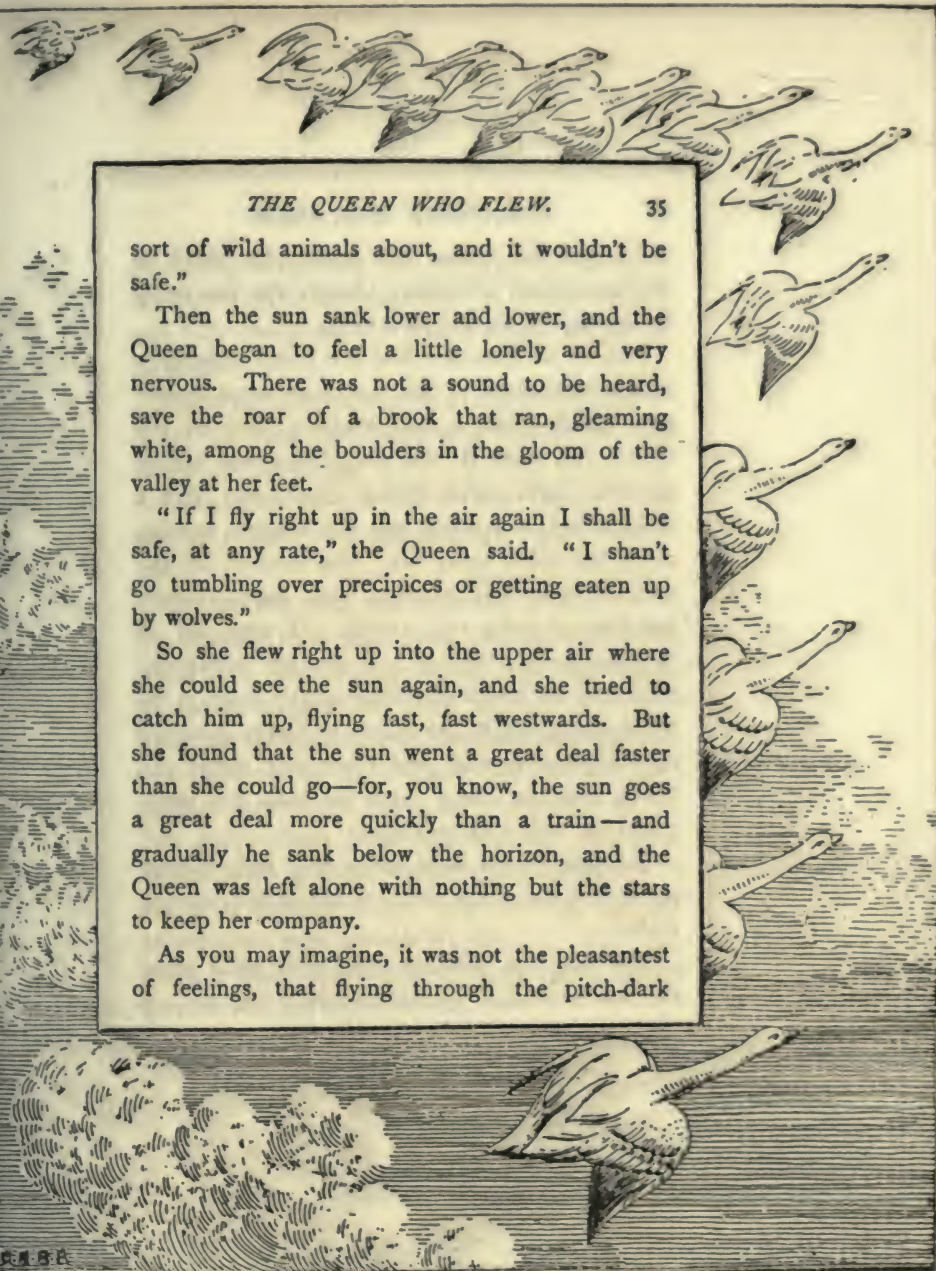 THE QUEEN WHO FLEW. 35
sort of wild animals about, and it wouldn't be
safe."
Then the sun sank lower and lower, and the
Queen began to feel a little lonely and very
nervous. There was not a sound to be heard,
save the roar of a brook that ran, gleaming
white, among the boulders in the gloom of the
valley at her feet.
"If I fly right up in the air again I shall be
safe, at any rate," the Queen said. "I shan't
go tumbling over precipices or getting eaten up
by wolves."
So she flew right up into the upper air where
she could see the sun again, and she tried to
catch him up, flying fast, fast westwards. But
she found that the sun went a great deal faster
than she could go—for, you know, the sun goes
a great deal more quickly than a train—and
gradually he sank below the horizon, and the
Queen was left alone with nothing but the stars
to keep her company.
As you may imagine, it was not the pleasantest
of feelings, that flying through the pitch-dark